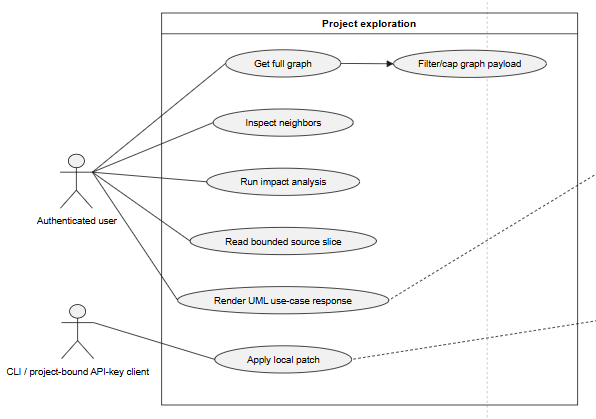 Project exploration
Get full graph
Filter/cap graph payload
Inspect neighbors
Run impact analysis
Authenticated user
Read bounded source slice
Render UML use-case response
Apply local patch
CLI / project-bound API-key client